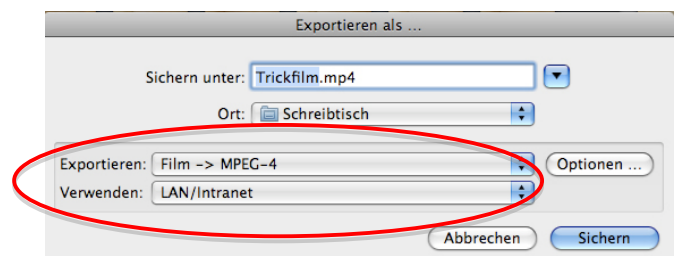 Exportieren als ...
Sichern unter: Trickfilm.mp4
Ort: Schreibtisch
Exportieren: Film -> MPEG-4 Optionen ...
Verwenden: LAN/Intranet
Abbrechen Sichern